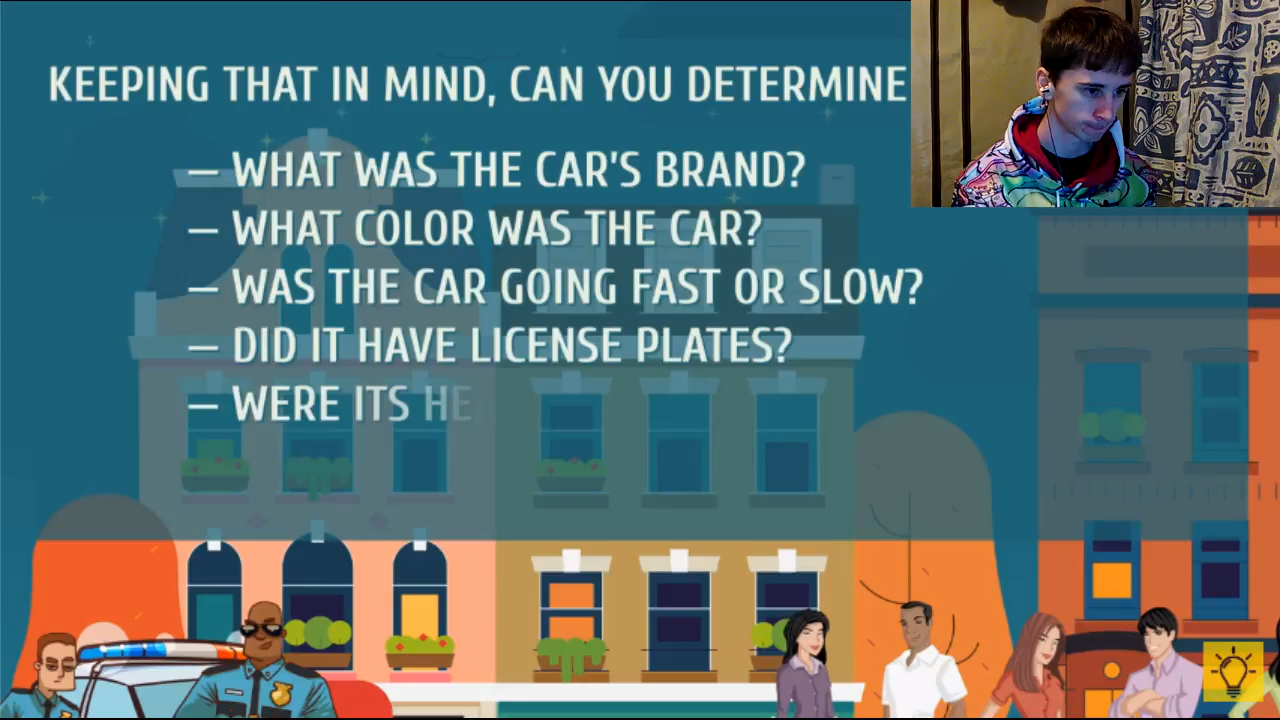 KEEPING THAT IN MIND, CAN YOU DETERMINE
— WHAT WAS THE CAR'S BRAND?
— WHAT COLOR WAS THE CAR?
— WAS THE CAR GOING FAST OR SLOW?
— DID IT HAVE LICENSE PLATES?
— WERE ITS HE